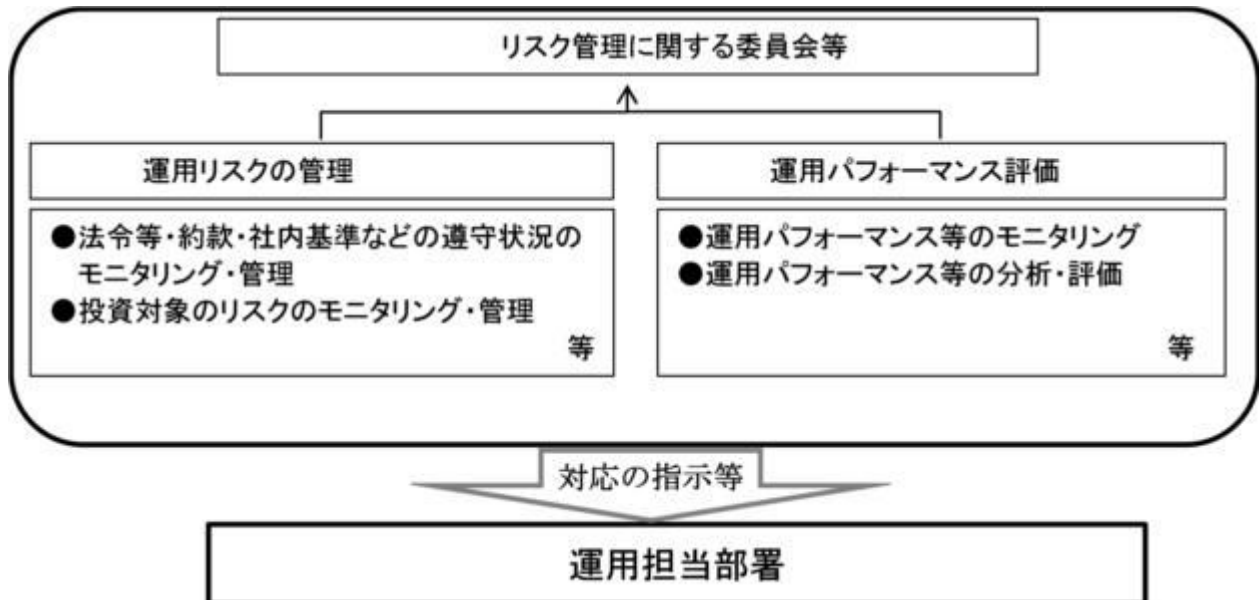 リスク管理に関する委員会等
運用リスクの管理
●法令等・約款・社内基準などの遵守状況の
モニタリング・管理
●投資対象のリスクのモニタリング・管理
等
運用パフォーマンス評価
●運用パフォーマンス等のモニタリング
●運用パフォーマンス等の分析・評価
等
対応の指示等
運用担当部署